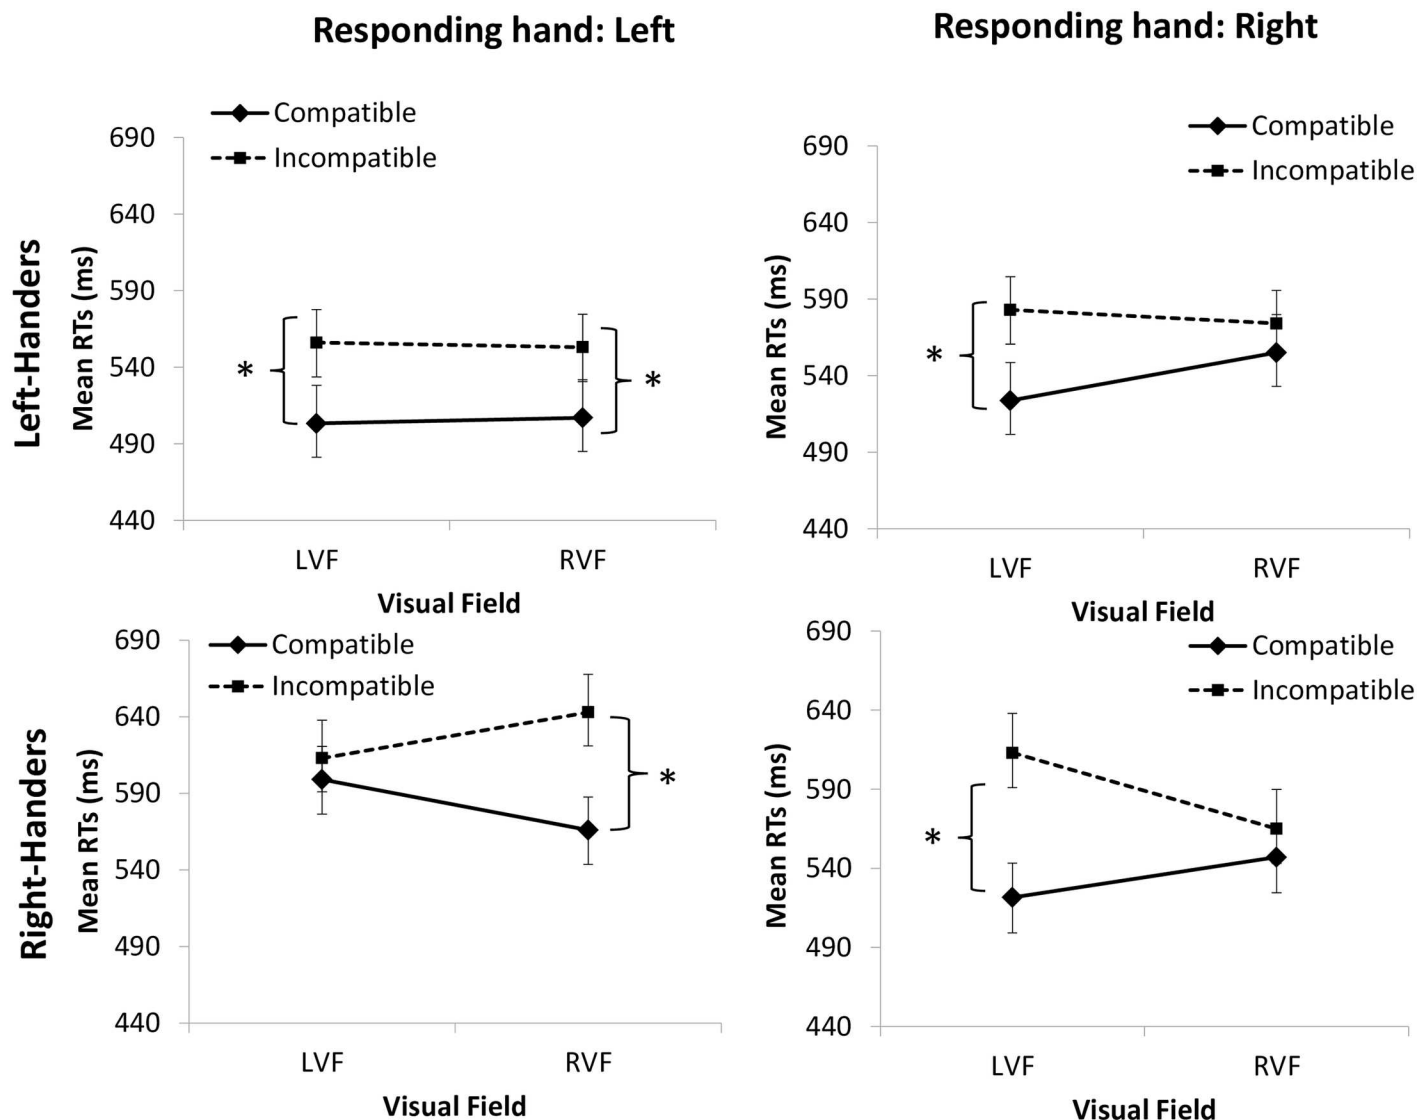 Responding hand: Left
Responding hand: Right
Left-Handers
Compatible
Incompatible
Mean RTs (ms)
690
640
590
540
490
440
*
*
LVF
RVF
Visual Field
Compatible
Incompatible
Mean RTs (ms)
690
640
590
540
490
440
*
LVF
RVF
Visual Field
Right-Handers
Compatible
Incompatible
Mean RTs (ms)
690
640
590
540
490
440
*
LVF
RVF
Visual Field
Compatible
Incompatible
Mean RTs (ms)
690
640
590
540
490
440
*
LVF
RVF
Visual Field